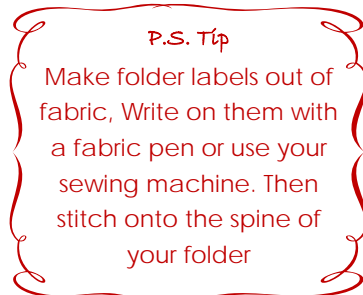 P.S. Tip
Make folder labels out of
fabric, Write on them with
a fabric pen or use your
sewing machine. Then
stitch onto the spine of
your folder